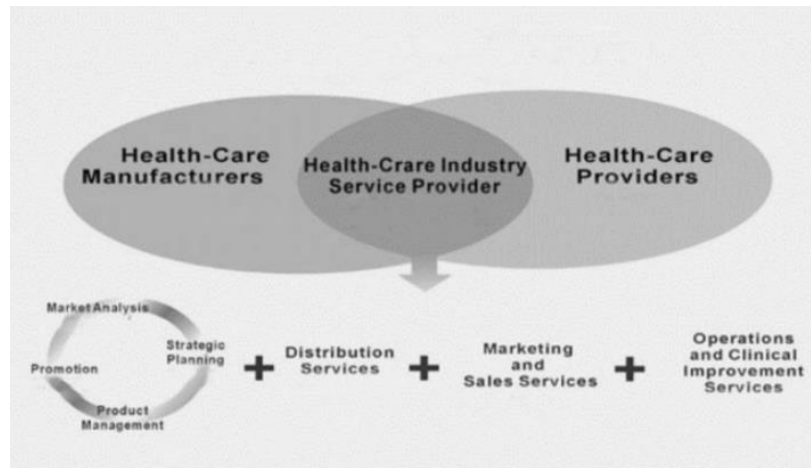 Health-Care
Manufacturers
Health-Crare Industry
Service Provider
Health-Care
Providers
Market Analysis
Strategic
Planning
Promotion
Product
Management
Distribution
Services
Marketing
and
Sales Services
Operations
and Clinical
Improvement
Services